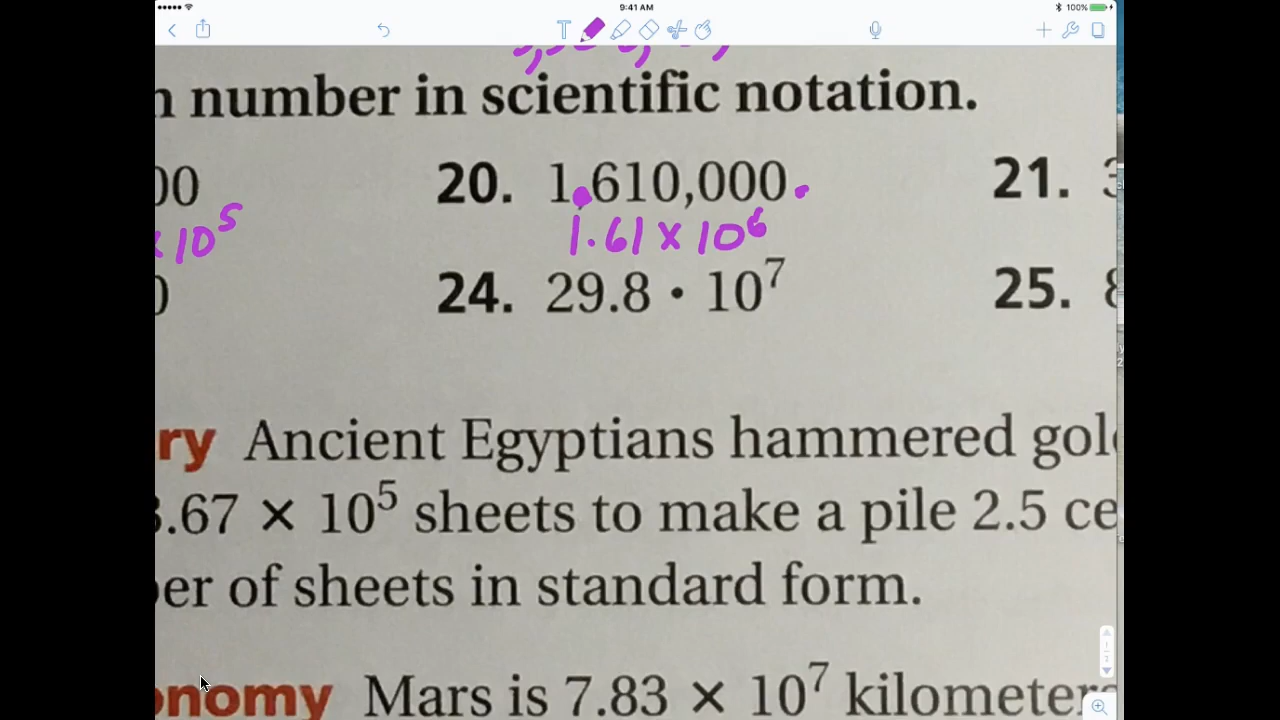 9:41 AM
100%
T
number in scientific notation.
00 20. 1,610,000. 21.
× 10⁵ 1.61 × 10⁶
24. 29.8 · 10⁷ 25.
ry Ancient Egyptians hammered gol
.67 × 10⁵ sheets to make a pile 2.5 ce
er of sheets in standard form.
onomy Mars is 7.83 × 10⁷ kilometer